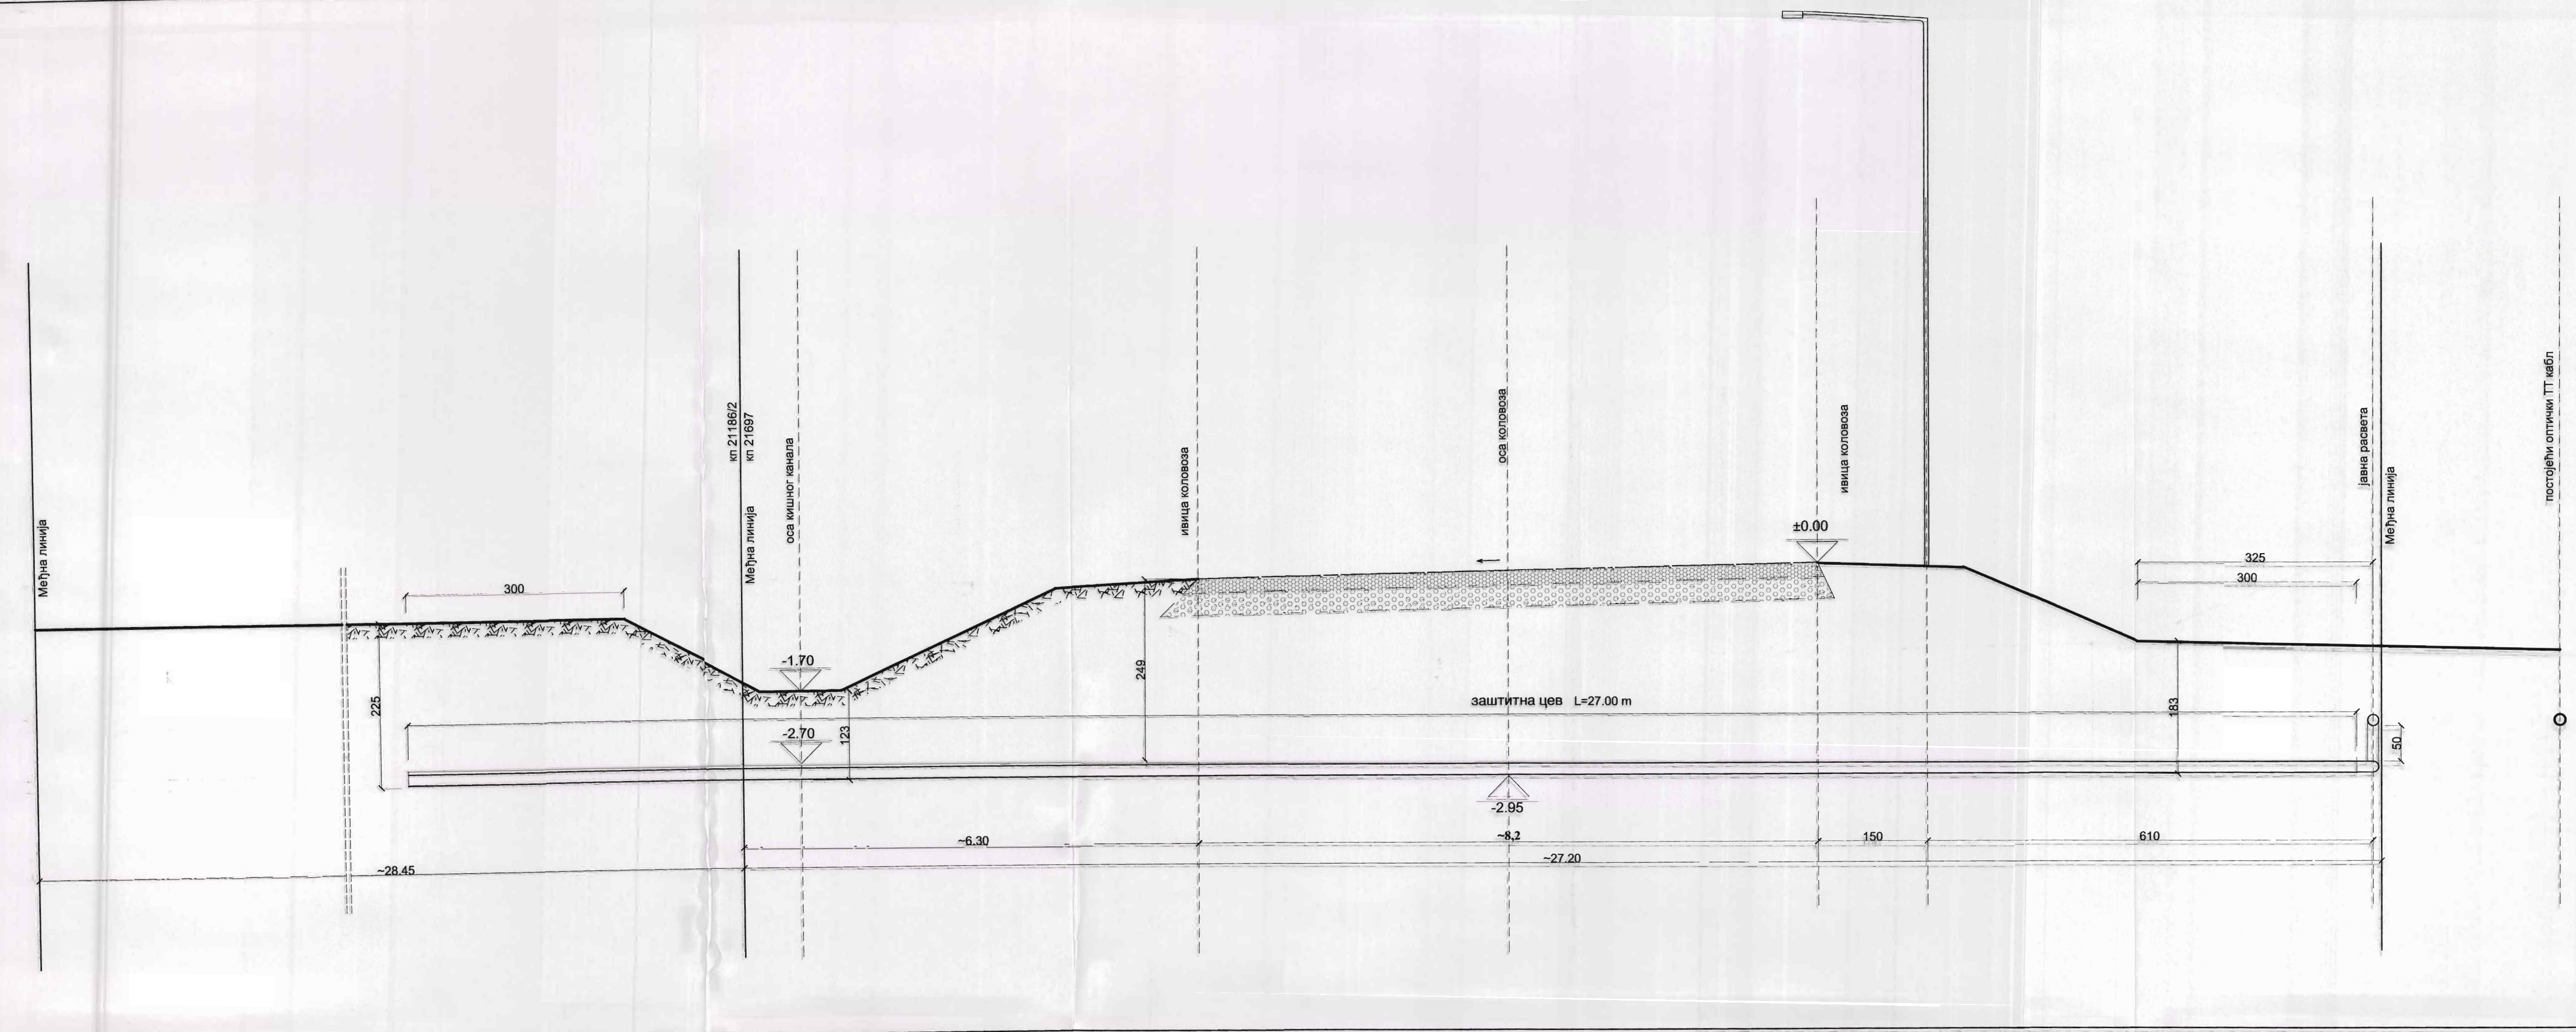 Међна линија
300
225
кп 21186/2
кп 21697
Међна линија
оса кишног канала
-1.70
-2.70
123
249
ивица коловоза
оса коловоза
ивица коловоза
±0.00
заштитна цев L=27.00 m
-2.95
325
300
183
50
јавна расвета
Међна линија
постојећи оптички ТТ кабл
~6.30
~8,2
150
610
~27.20
~28.45